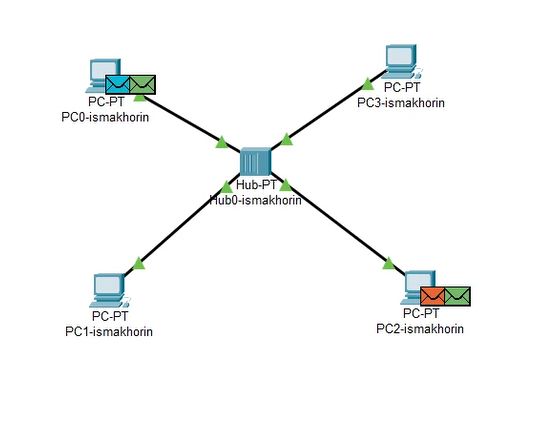 PC-PT
PC0-ismakhorin
PC-PT
PC3-ismakhorin
Hub-PT
Hub0-ismakhorin
PC-PT
PC1-ismakhorin
PC-PT
PC2-ismakhorin